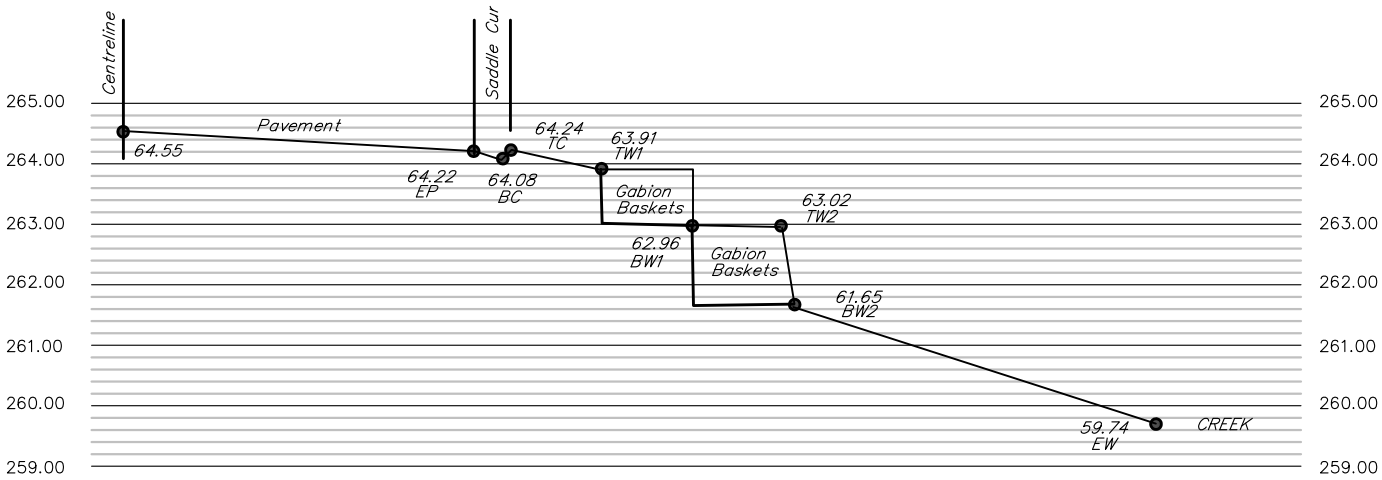 Centreline
Saddle Cur
265.00
265.00
Pavement
64.55
64.24
TC
63.91
TW1
264.00
264.00
64.22
EP
64.08
BC
Gabion
Baskets
63.02
TW2
263.00
263.00
62.96
BW1
Gabion
Baskets
262.00
262.00
61.65
BW2
261.00
261.00
260.00
260.00
59.74
EW
CREEK
259.00
259.00